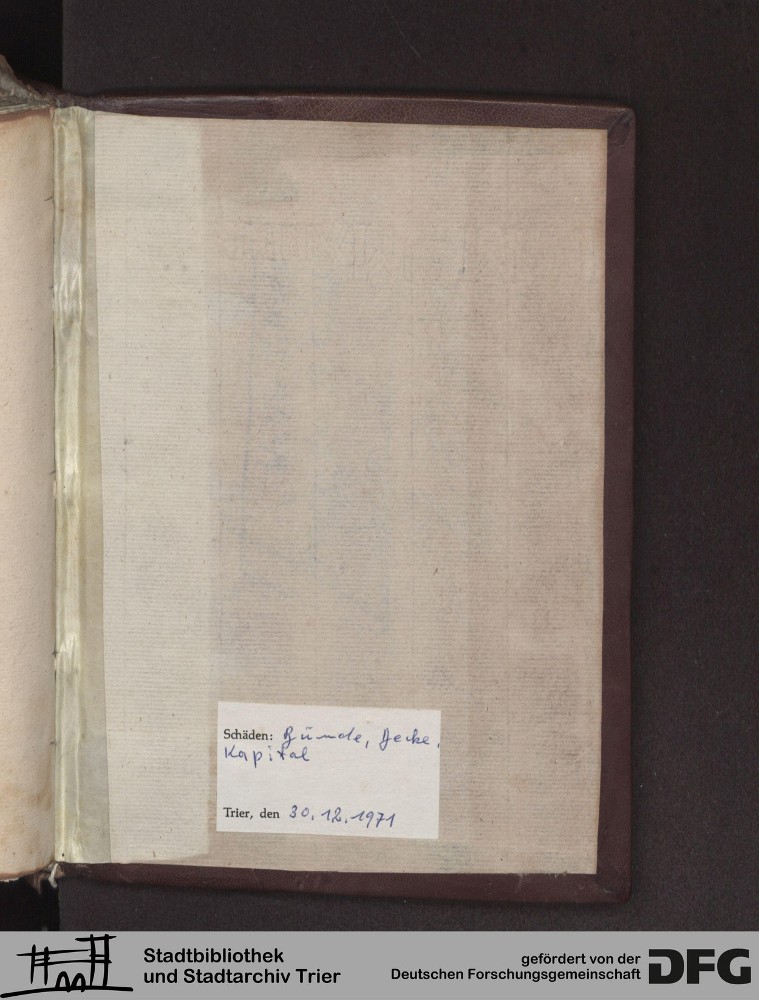 Schäden: Bünde, Decke,
Kapital
Trier, den 30.12.1971
Stadtbibliothek
und Stadtarchiv Trier
gefördert von der
Deutschen Forschungsgemeinschaft
DFG